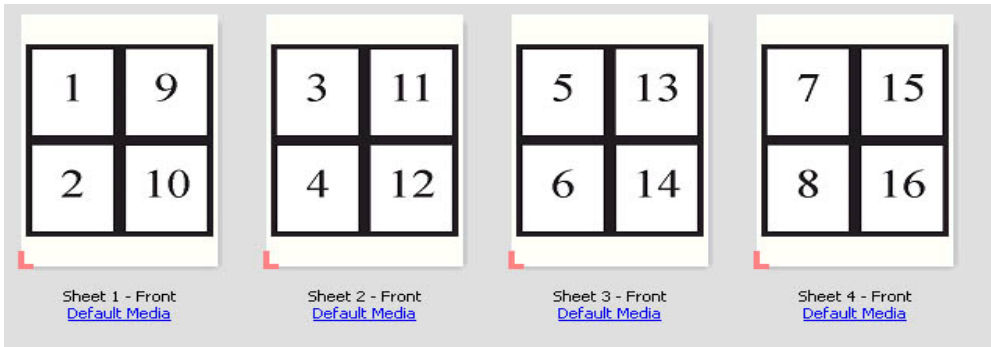 1 9
2 10
Sheet 1 - Front
Default Media
3 11
4 12
Sheet 2 - Front
Default Media
5 13
6 14
Sheet 3 - Front
Default Media
7 15
8 16
Sheet 4 - Front
Default Media